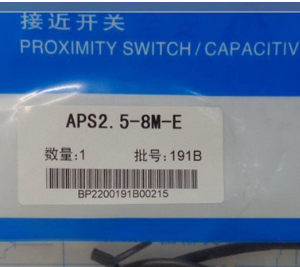 接近开关
PROXIMITY SWITCH/CAPACITIV
APS2.5-8M-E
数量:1 批号:191B
BP2200191B00215